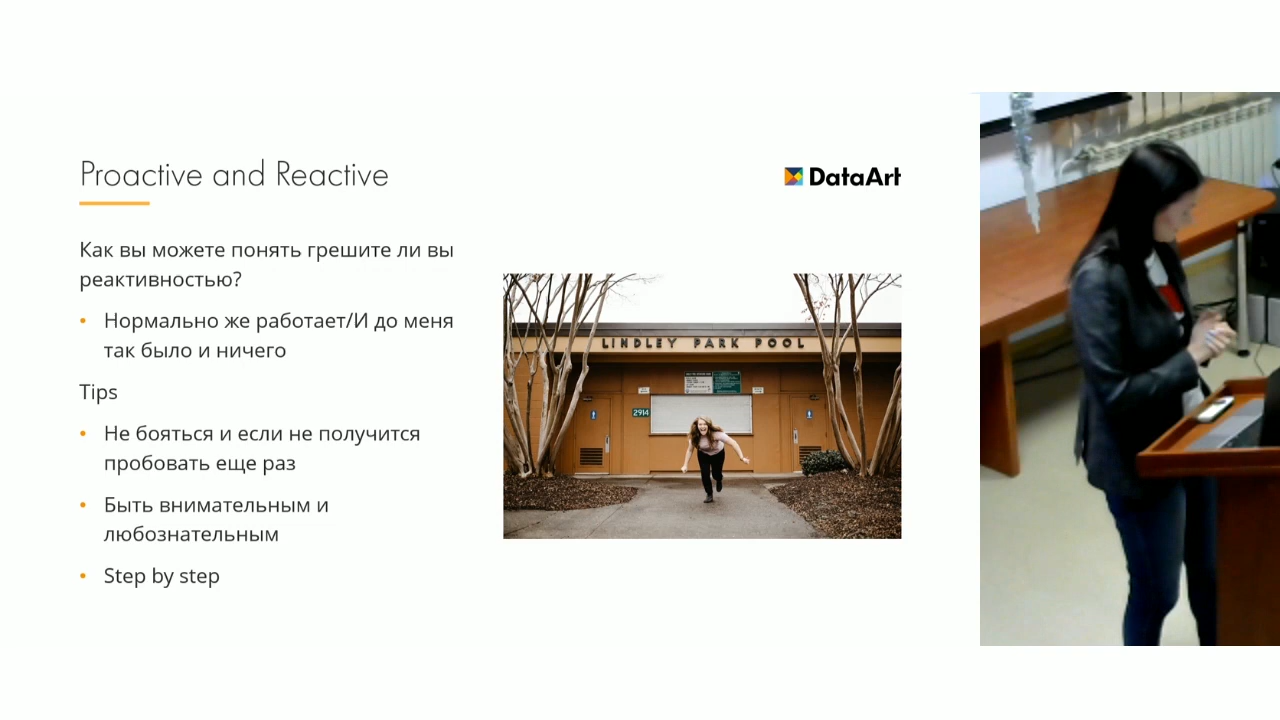 Proactive and Reactive
DataArt
Как вы можете понять грешите ли вы
реактивностью?
• Нормально же работает/И до меня
так было и ничего
Tips
• Не бояться и если не получится
пробовать еще раз
• Быть внимательным и
любознательным
• Step by step
LINDLEY PARK POOL
2914